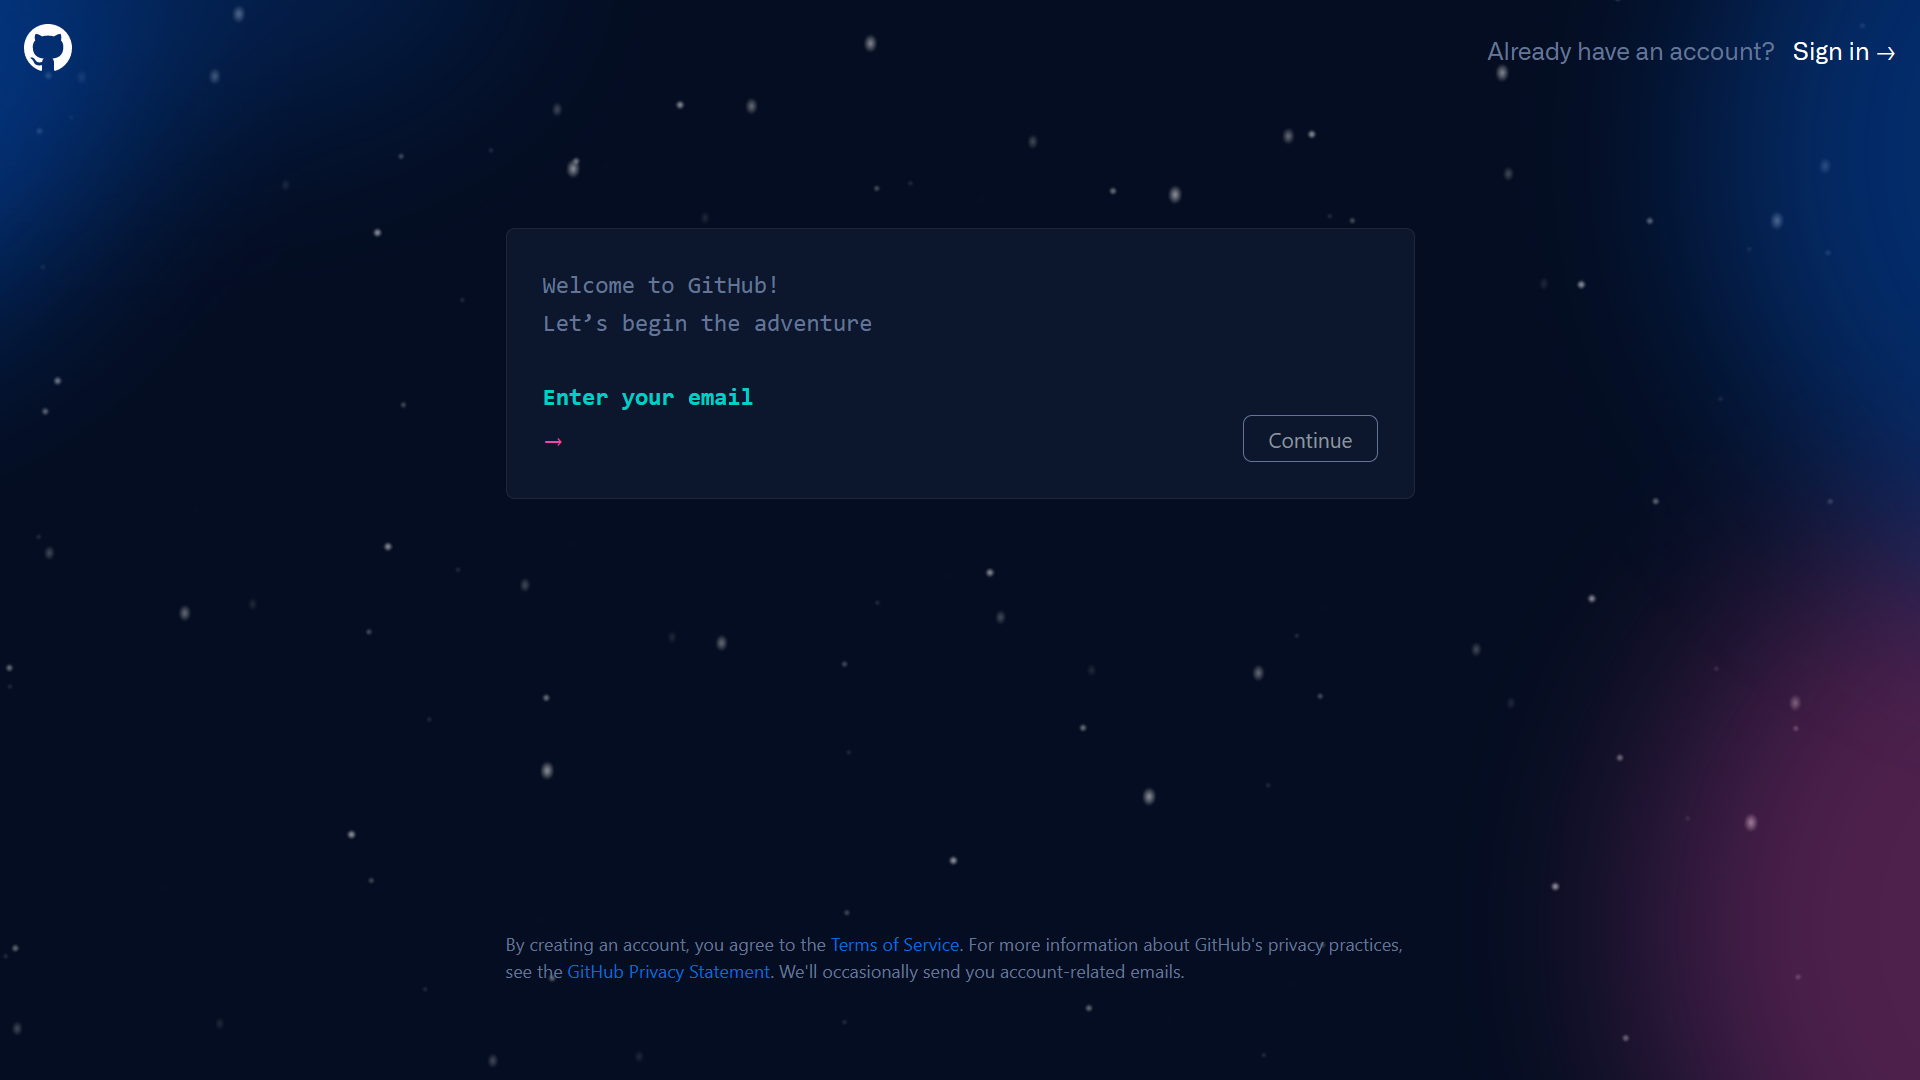 Already have an account? Sign in →
Welcome to GitHub!
Let’s begin the adventure
Enter your email
→
Continue
By creating an account, you agree to the Terms of Service. For more information about GitHub's privacy practices,
see the GitHub Privacy Statement. We'll occasionally send you account-related emails.